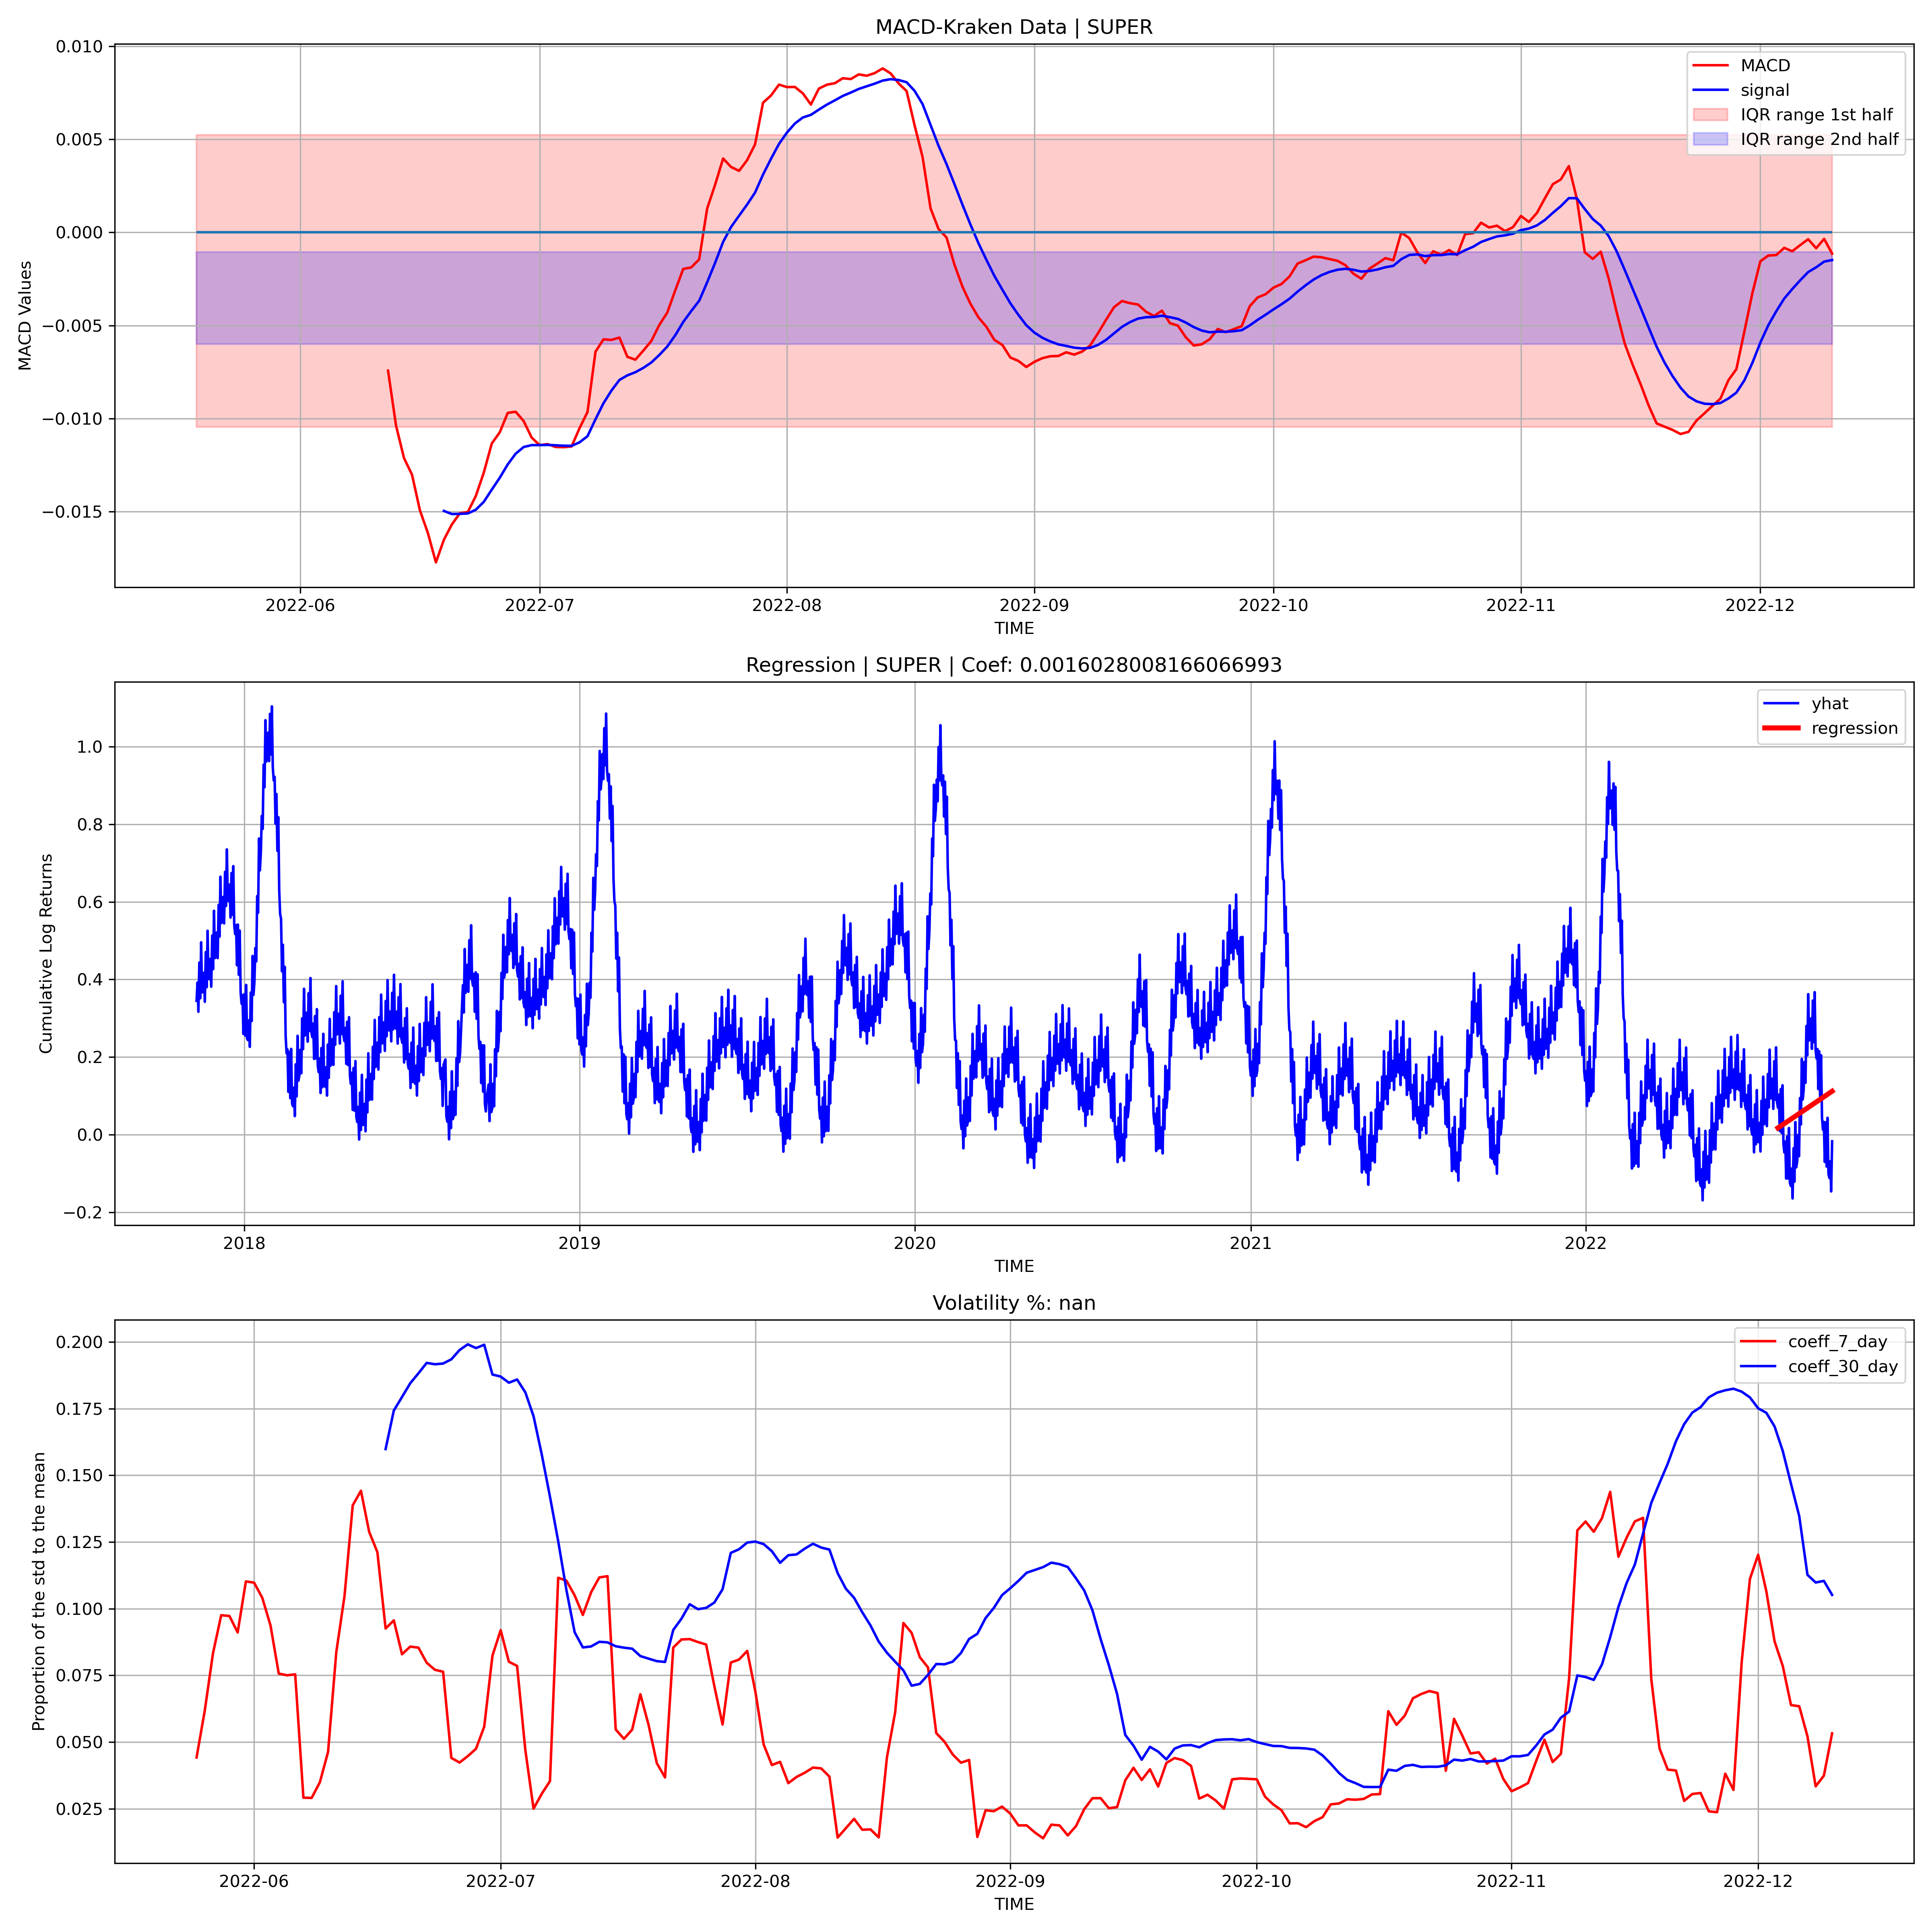 MACD-Kraken Data | SUPER
MACD Values
0.010
0.005
0.000
−0.005
−0.010
−0.015
MACD
signal
IQR range 1st half
IQR range 2nd half
2022-06 2022-07 2022-08 2022-09 2022-10 2022-11 2022-12
TIME
Regression | SUPER | Coef: 0.0016028008166066993
Cumulative Log Returns
1.0
0.8
0.6
0.4
0.2
0.0
−0.2
yhat
regression
2018 2019 2020 2021 2022
TIME
Volatility %: nan
Proportion of the std to the mean
0.200
0.175
0.150
0.125
0.100
0.075
0.050
0.025
coeff_7_day
coeff_30_day
2022-06 2022-07 2022-08 2022-09 2022-10 2022-11 2022-12
TIME